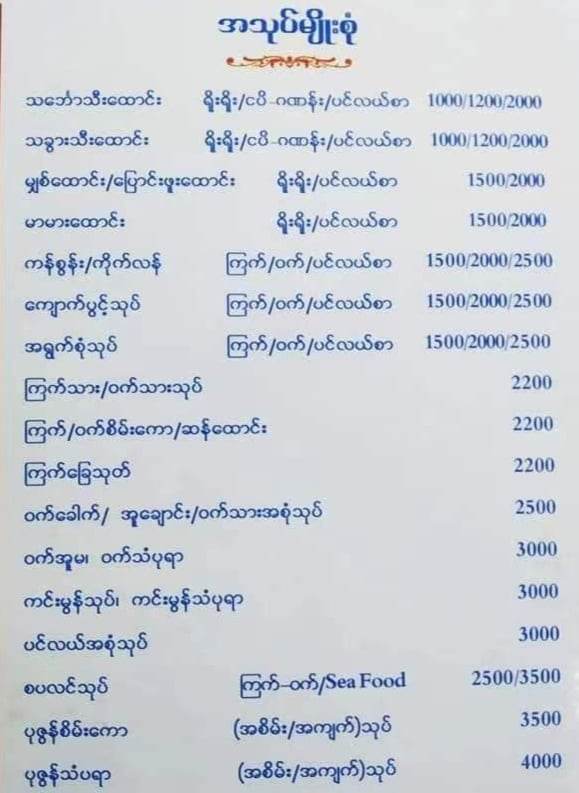 အသုပ်မျိုးစုံ
သင်္ဘောသီးထောင်း ရိုးရိုး/ငပိ-ဂဏန်း/ပင်လယ်စာ 1000/1200/2000
သခွားသီးထောင်း ရိုးရိုး/ငပိ-ဂဏန်း/ပင်လယ်စာ 1000/1200/2000
မျှစ်ထောင်း/ပြောင်းဖူးထောင်း ရိုးရိုး/ပင်လယ်စာ 1500/2000
မာမားထောင်း ရိုးရိုး/ပင်လယ်စာ 1500/2000
ကန်စွန်း/ကိုက်လန် ကြက်/ဝက်/ပင်လယ်စာ 1500/2000/2500
ကျောက်ပွင့်သုပ် ကြက်/ဝက်/ပင်လယ်စာ 1500/2000/2500
အရွက်စုံသုပ် ကြက်/ဝက်/ပင်လယ်စာ 1500/2000/2500
ကြက်သား/ဝက်သားသုပ် 2200
ကြက်/ဝက်စိမ်းကော/ဆန်ထောင်း 2200
ကြက်ခြေသုတ် 2200
ဝက်ခေါက်/ အူချောင်း/ဝက်သားအစုံသုပ် 2500
ဝက်အူမ၊ ဝက်သံပုရာ 3000
ကင်းမွန်သုပ်၊ ကင်းမွန်သံပုရာ 3000
ပင်လယ်အစုံသုပ် 3000
စပလင်သုပ် ကြက်-ဝက်/Sea Food 2500/3500
ပုဇွန်စိမ်းကော (အစိမ်း/အကျက်)သုပ် 3500
ပုဇွန်သံပရာ (အစိမ်း/အကျက်)သုပ် 4000